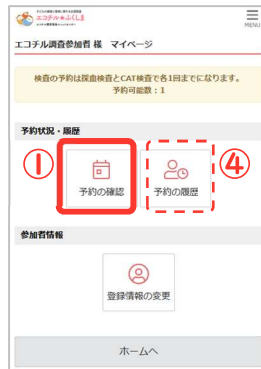 エコチル★ふくしま
MENU
エコチル調査参加者 様 マイページ
検査の予約は採血検査とCAT検査で各1回までになります。
予約可能数：1
予約状況・履歴
① ④
予約の確認 予約の履歴
参加者情報
登録情報の変更
ホームへ